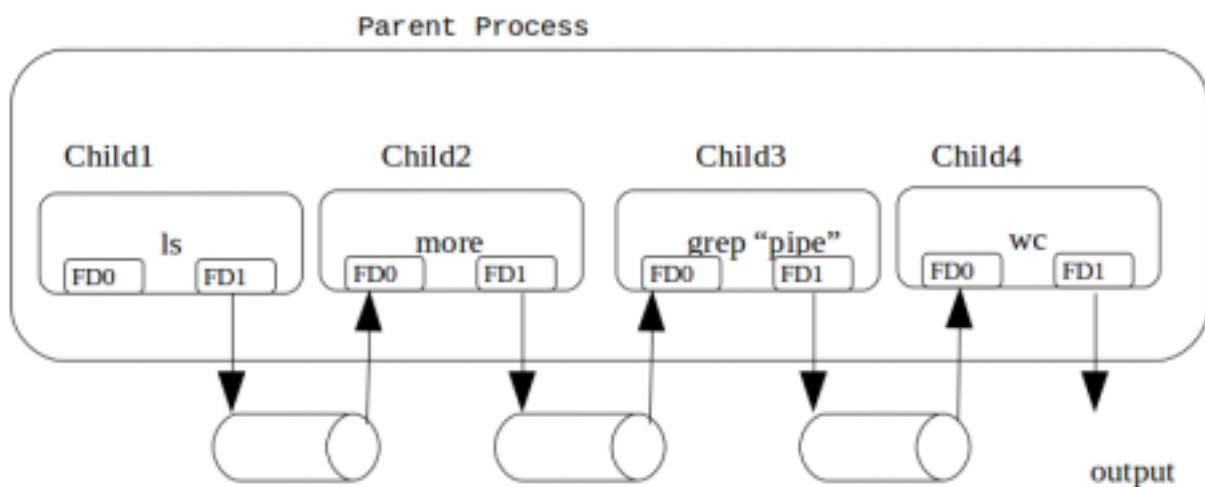 Parent Process
Child1
Child2
Child3
Child4
ls
more
grep “pipe”
wc
FD0
FD1
FD0
FD1
FD0
FD1
FD0
FD1
output